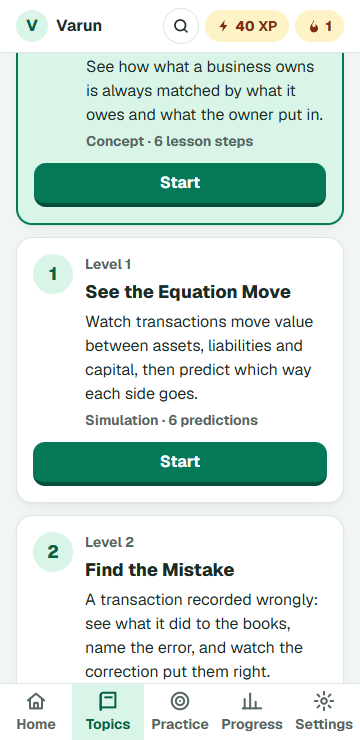 V Varun 40 XP 1
See how what a business owns
is always matched by what it
owes and what the owner put in.
Concept · 6 lesson steps
Start
1 Level 1
See the Equation Move
Watch transactions move value
between assets, liabilities and
capital, then predict which way
each side goes.
Simulation · 6 predictions
Start
2 Level 2
Find the Mistake
A transaction recorded wrongly:
see what it did to the books,
name the error, and watch the
correction put them right.
Home Topics Practice Progress Settings